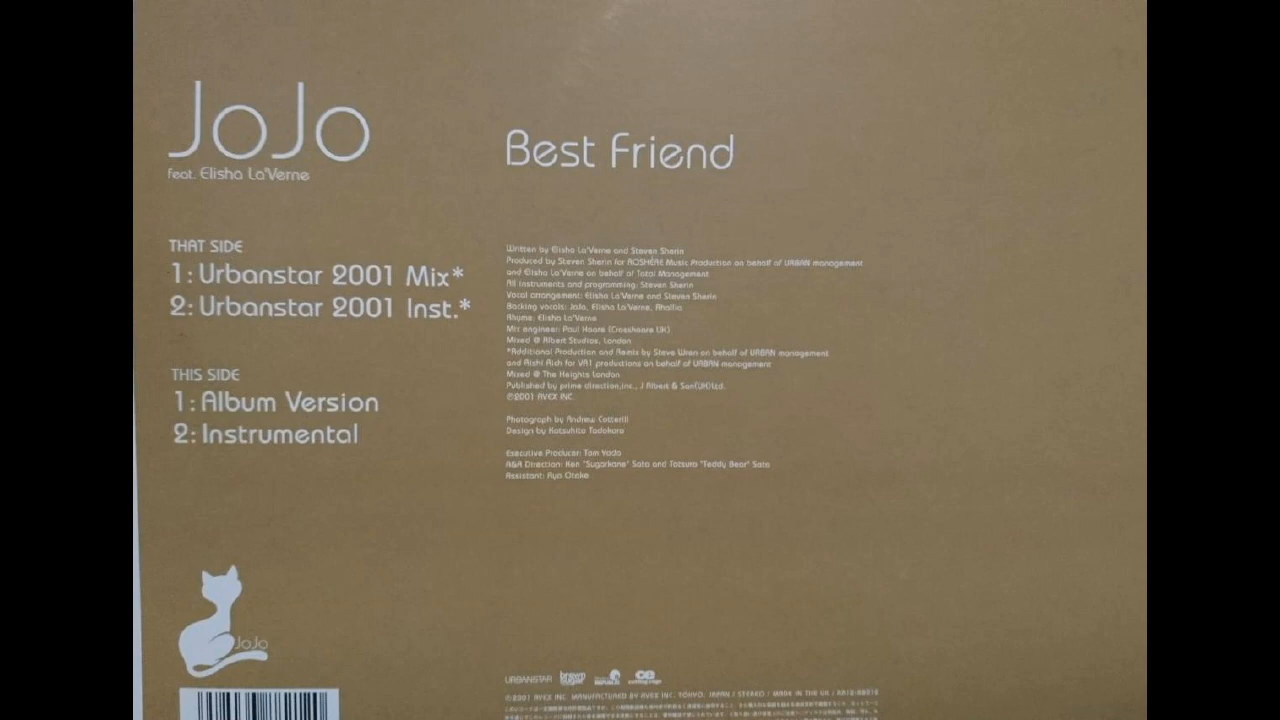 JoJo
feat. Elisha La'Verne
Best Friend
THAT SIDE
1: Urbanstar 2001 Mix*
2: Urbanstar 2001 Inst.*
THIS SIDE
1: Album Version
2: Instrumental
Written by Elisha La'Verne and Steven Sherin
Produced by Steven Sherin for ROSHÉRE Music Production on behalf of URBAN management
and Elisha La'Verne on behalf of Total Management
All instruments and programming: Steven Sherin
Vocal arrangement: Elisha La'Verne and Steven Sherin
Backing vocals: JoJo, Elisha La'Verne,
Rhyme: Elisha La'Verne
Mix engineer: Paul Hoare (Crosshoare UK)
Mixed @ Albert Studios, London
*Additional Production and Remix by Steve Wren on behalf of URBAN management
and Rishi Rich for VR1 productions on behalf of URBAN management
Mixed @ The Heights London
Published by prime direction,inc., J Albert & Son(UK)Ltd.
©2001 AVEX INC.
Photograph by Andrew Cotterill
Design by Katsuhito Tadokoro
Executive Producer: Tom Yoda
A&R Direction: Ken "Sugarkane" Sato and Tatsuro "Teddy Bear" Sato
Assistant: Aya Otake
JoJo
URBANSTAR
©2001 AVEX INC. MANUFACTURED BY AVEX INC. TOKYO, JAPAN / STEREO / MADE IN THE UK /